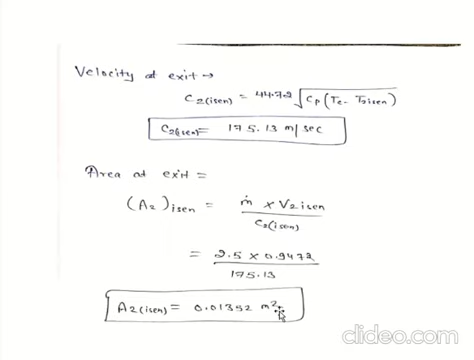 Velocity at exit →
C2(isen) = 44.72 √Cp(Tc - T2isen)
C2(isen) = 175.13 m/sec
Area at exit =
(A2)isen = ṁ × V2isen / C2(isen)
= 2.5 × 0.9472 / 175.13
A2(isen) = 0.01352 m²
clideo.com